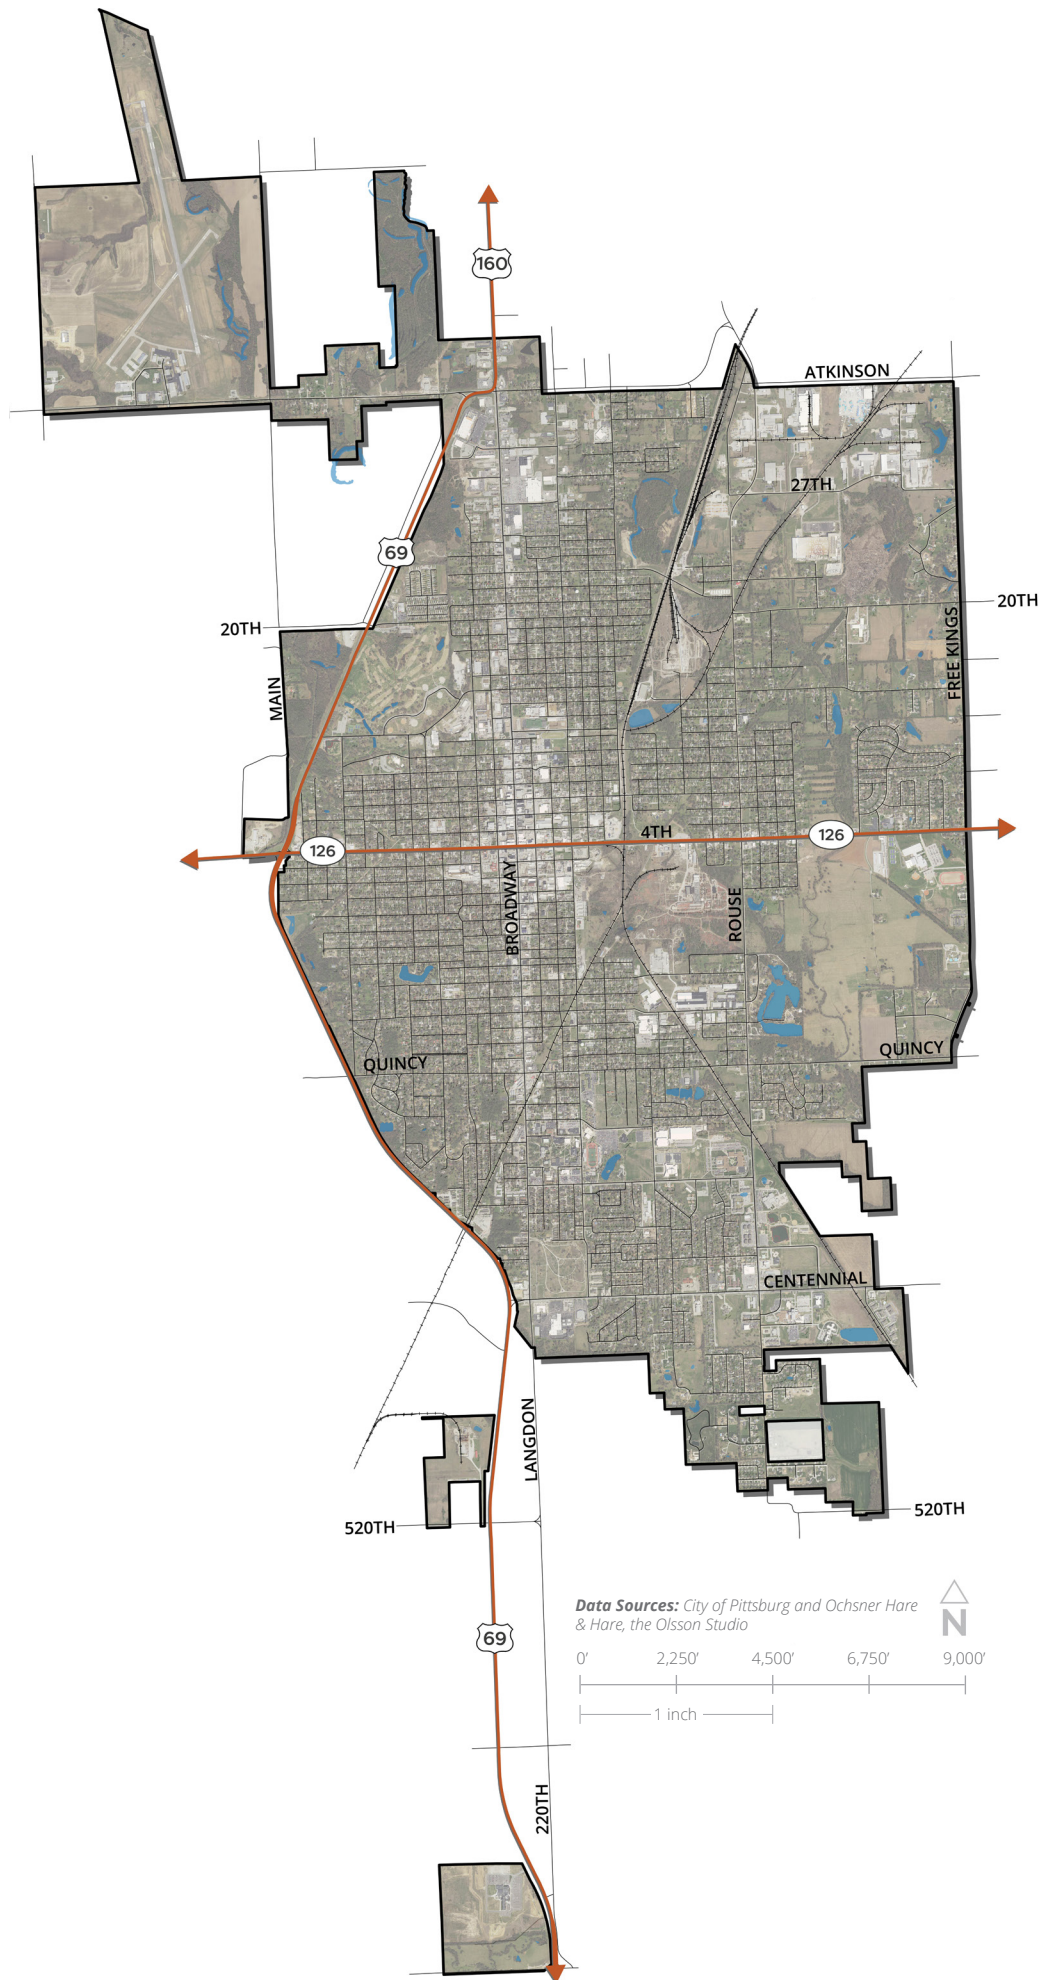 160
ATKINSON
27TH
69
20TH
20TH
FREE KINGS
MAIN
4TH
126
126
BROADWAY
ROUSE
QUINCY
QUINCY
CENTENNIAL
LANGDON
520TH
520TH
Data Sources: City of Pittsburg and Ochsner Hare
& Hare, the Olsson Studio
N
0' 2,250' 4,500' 6,750' 9,000'
1 inch
69
220TH